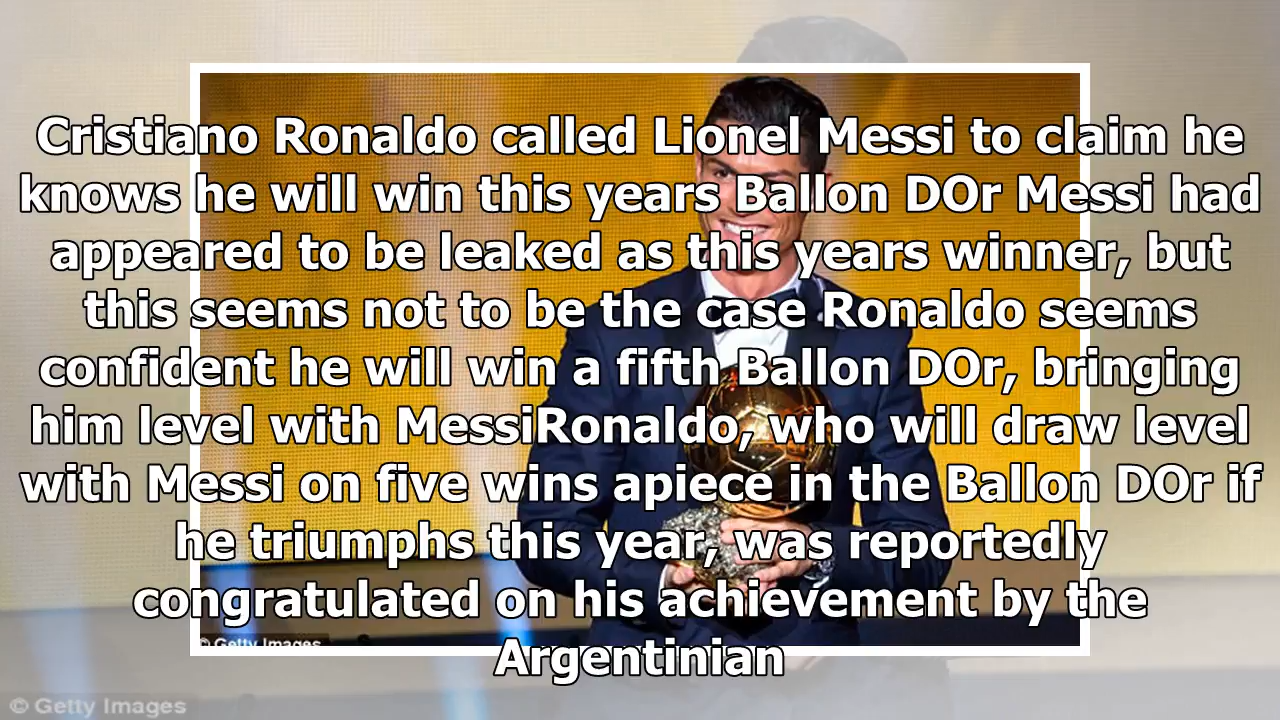 Cristiano Ronaldo called Lionel Messi to claim he
knows he will win this years Ballon DOr Messi had
appeared to be leaked as this years winner, but
this seems not to be the case Ronaldo seems
confident he will win a fifth Ballon DOr, bringing
him level with MessiRonaldo, who will draw level
with Messi on five wins apiece in the Ballon DOr if
he triumphs this year, was reportedly
congratulated on his achievement by the
Argentinian
© Getty Images
© Getty Images